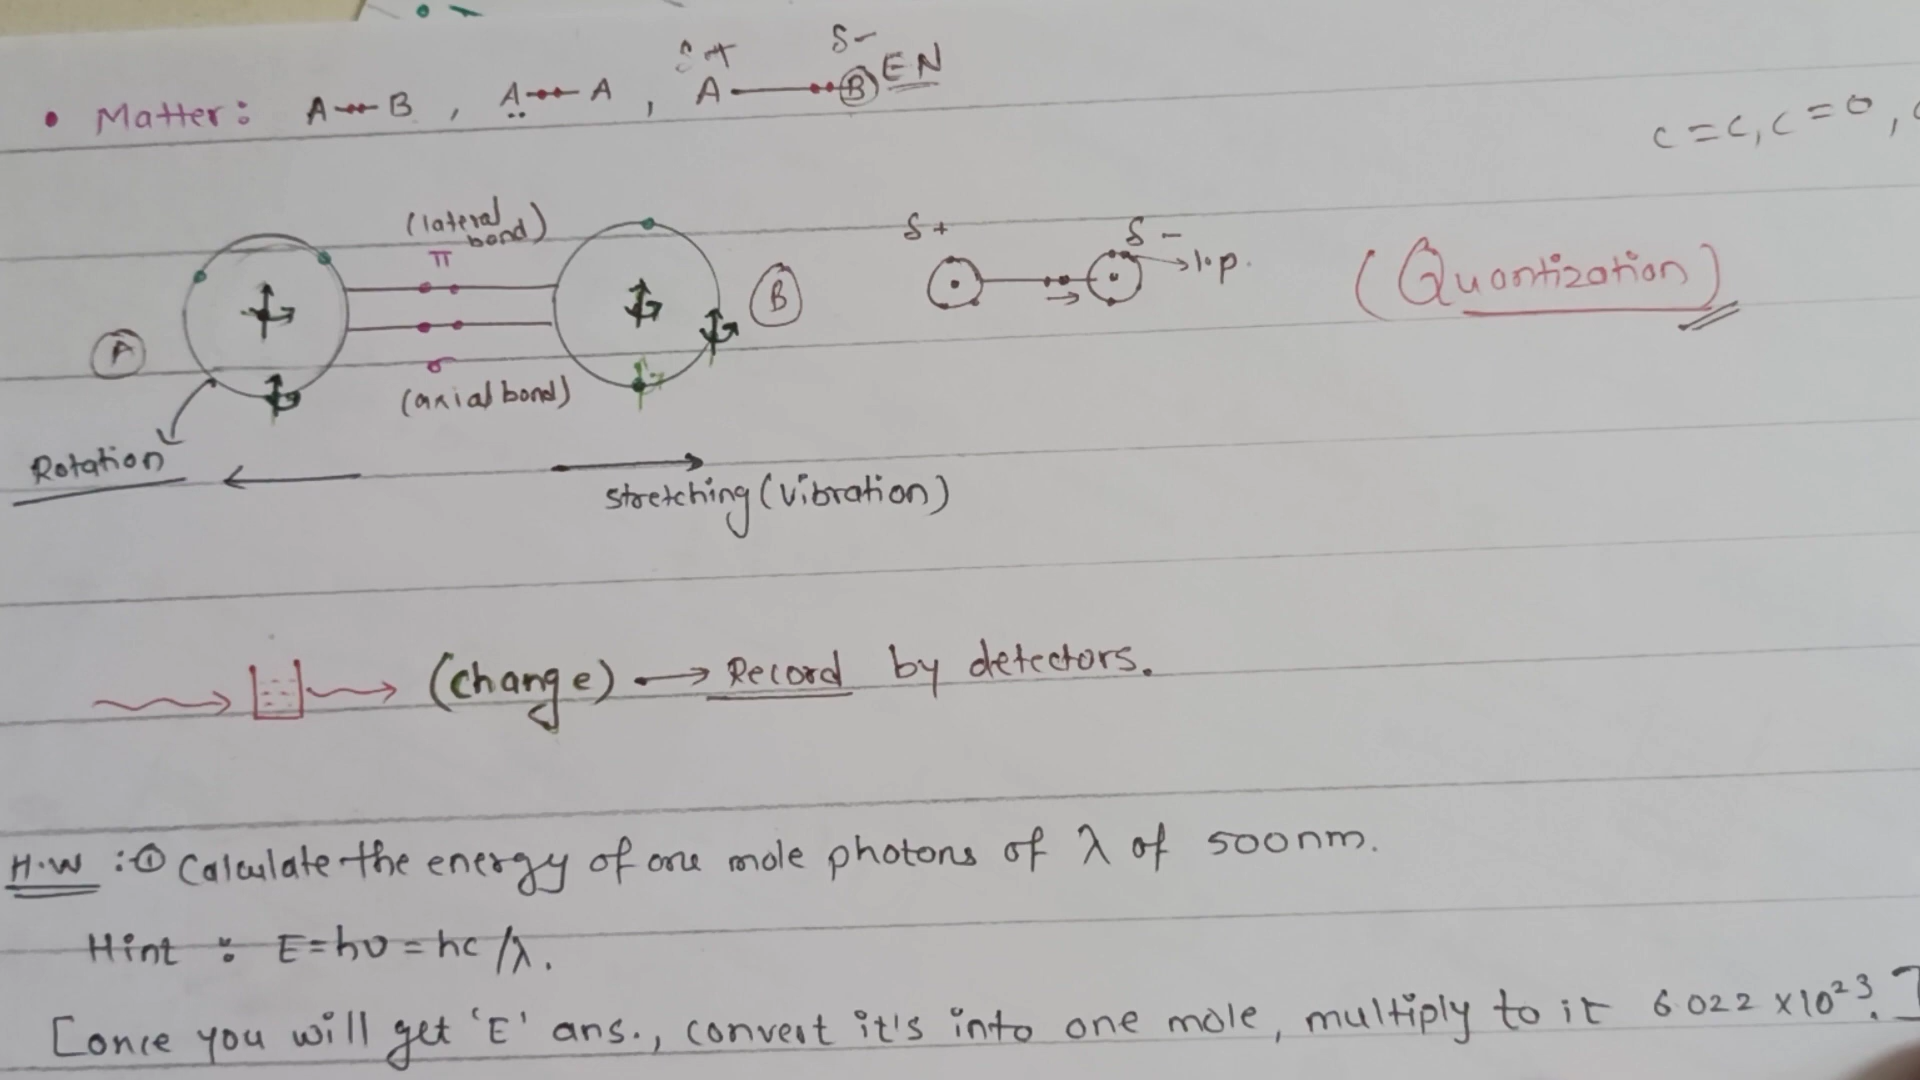 • Matter: A—B , A—A , A—B EN
δ+ δ-
C=C, C=O,
(lateral bond)
π
δ+ δ-
l.p.
(Quantization)
A
B
σ
(axial bond)
Rotation
stretching (vibration)
(change) → Record by detectors.
H.W :① Calculate the energy of one mole photons of λ of 500nm.
Hint : E=hυ=hc/λ.
[once you will get 'E' ans., convert it's into one mole, multiply to it 6.022 x10²³.]